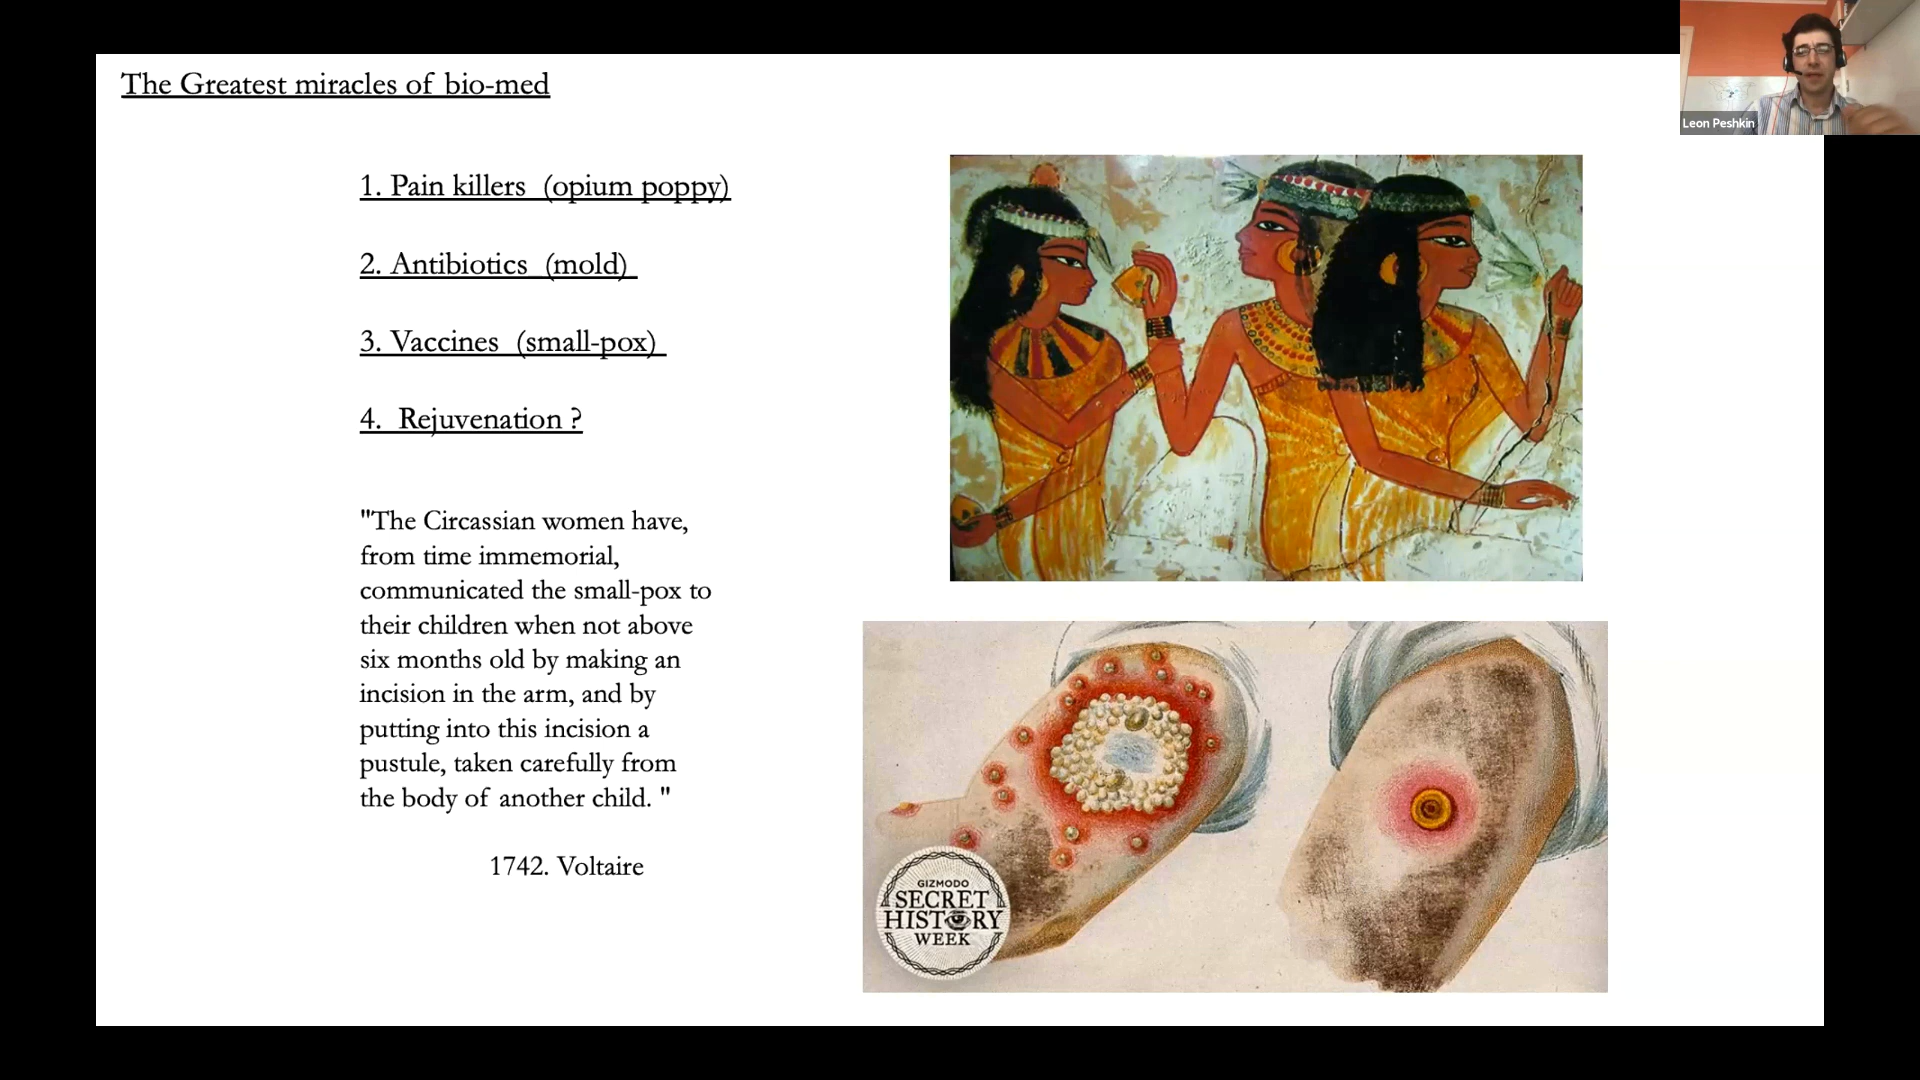 The Greatest miracles of bio-med
Leon Peshkin
1. Pain killers (opium poppy)
2. Antibiotics (mold)
3. Vaccines (small-pox)
4. Rejuvenation ?
"The Circassian women have,
from time immemorial,
communicated the small-pox to
their children when not above
six months old by making an
incision in the arm, and by
putting into this incision a
pustule, taken carefully from
the body of another child. "
1742. Voltaire
GIZMODO
SECRET
HISTORY
WEEK